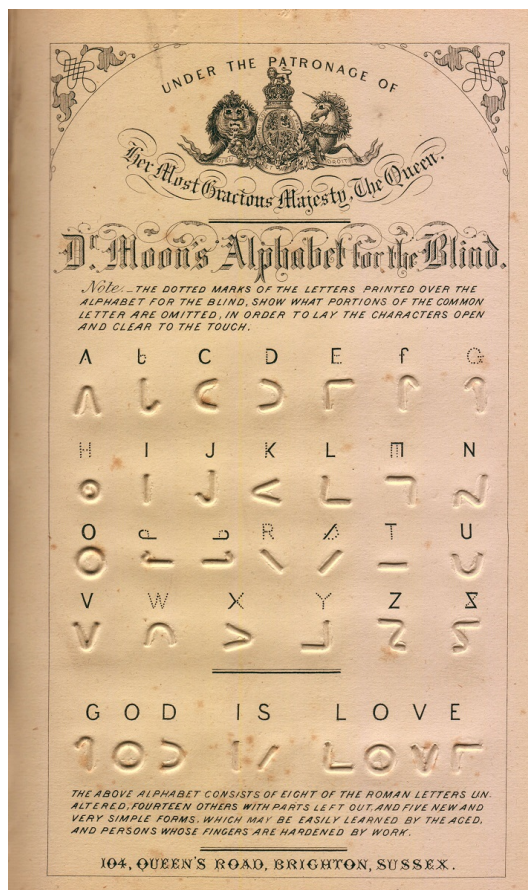 UNDER THE PATRONAGE OF
Her Most Gracious Majesty, The Queen.
Dr. Moon's Alphabet for the Blind.
Note._THE DOTTED MARKS OF THE LETTERS PRINTED OVER THE
ALPHABET FOR THE BLIND, SHOW WHAT PORTIONS OF THE COMMON
LETTER ARE OMITTED, IN ORDER TO LAY THE CHARACTERS OPEN
AND CLEAR TO THE TOUCH.
A b C D E f G
H I J K L M N
O P Q R S T U
V W X Y Z &
GOD IS LOVE
THE ABOVE ALPHABET CONSISTS OF EIGHT OF THE ROMAN LETTERS UN-
ALTERED, FOURTEEN OTHERS WITH PARTS LEFT OUT, AND FIVE NEW AND
VERY SIMPLE FORMS, WHICH MAY BE EASILY LEARNED BY THE AGED,
AND PERSONS WHOSE FINGERS ARE HARDENED BY WORK.
104, QUEEN'S ROAD, BRIGHTON, SUSSEX.